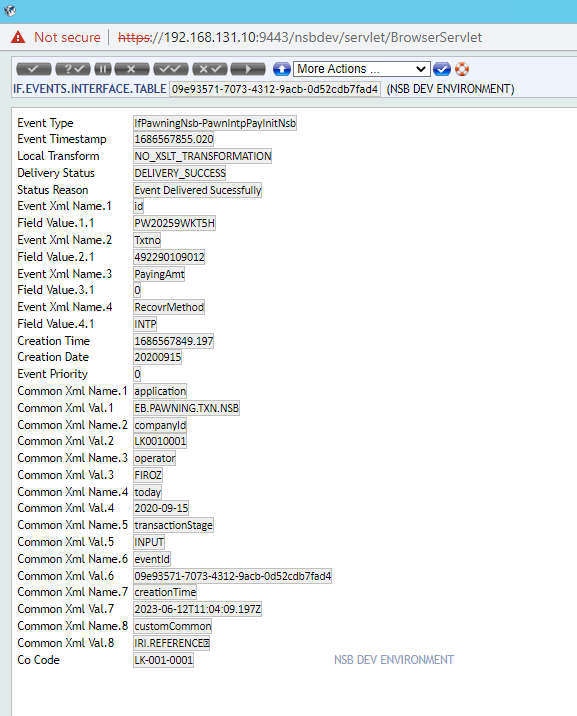 Not secure https://192.168.131.10:9443/nsbdev/servlet/BrowserServlet
More Actions ...
IF.EVENTS.INTERFACE.TABLE 09e93571-7073-4312-9acb-0d52cdb7fad4 (NSB DEV ENVIRONMENT)
Event Type IfPawningNsb-PawnIntpPayInitNsb
Event Timestamp 1686567855.020
Local Transform NO_XSLT_TRANSFORMATION
Delivery Status DELIVERY_SUCCESS
Status Reason Event Delivered Sucessfully
Event Xml Name.1 id
Field Value.1.1 PW20259WKT5H
Event Xml Name.2 Txtno
Field Value.2.1 492290109012
Event Xml Name.3 PayingAmt
Field Value.3.1 0
Event Xml Name.4 RecovrMethod
Field Value.4.1 INTP
Creation Time 1686567849.197
Creation Date 20200915
Event Priority 0
Common Xml Name.1 application
Common Xml Val.1 EB.PAWNING.TXN.NSB
Common Xml Name.2 companyId
Common Xml Val.2 LK0010001
Common Xml Name.3 operator
Common Xml Val.3 FIROZ
Common Xml Name.4 today
Common Xml Val.4 2020-09-15
Common Xml Name.5 transactionStage
Common Xml Val.5 INPUT
Common Xml Name.6 eventId
Common Xml Val.6 09e93571-7073-4312-9acb-0d52cdb7fad4
Common Xml Name.7 creationTime
Common Xml Val.7 2023-06-12T11:04:09.197Z
Common Xml Name.8 customCommon
Common Xml Val.8 IRI.REFERENCE
Co Code LK-001-0001 NSB DEV ENVIRONMENT